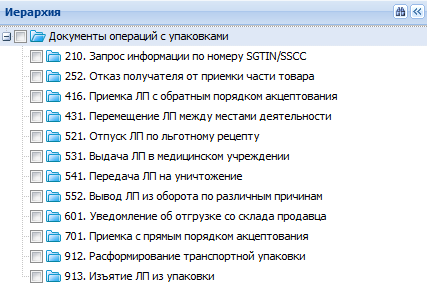 Иерархия
Документы операций с упаковками
210. Запрос информации по номеру SGTIN/SSCC
252. Отказ получателя от приемки части товара
416. Приемка ЛП с обратным порядком акцептования
431. Перемещение ЛП между местами деятельности
521. Отпуск ЛП по льготному рецепту
531. Выдача ЛП в медицинском учреждении
541. Передача ЛП на уничтожение
552. Вывод ЛП из оборота по различным причинам
601. Уведомление об отгрузке со склада продавца
701. Приемка с прямым порядком акцептования
912. Расформирование транспортной упаковки
913. Изъятие ЛП из упаковки